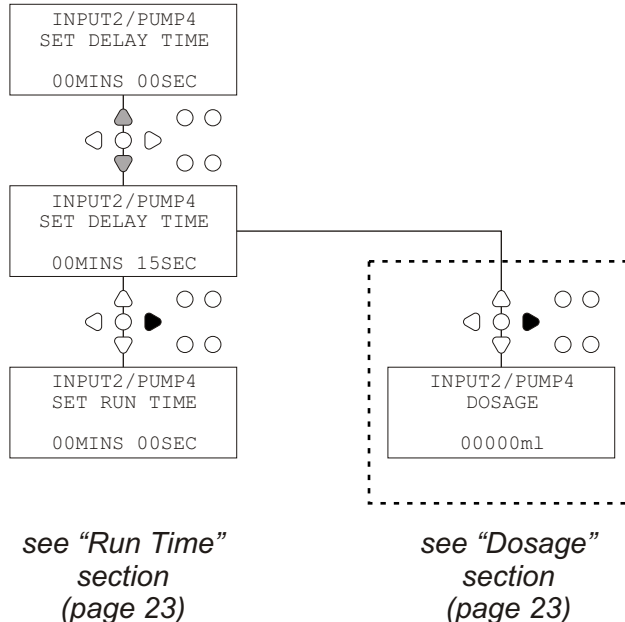 INPUT2/PUMP4
SET DELAY TIME
00MINS 00SEC
INPUT2/PUMP4
SET DELAY TIME
00MINS 15SEC
INPUT2/PUMP4
SET RUN TIME
00MINS 00SEC
INPUT2/PUMP4
DOSAGE
00000ml
see “Run Time”
section
(page 23)
see “Dosage”
section
(page 23)